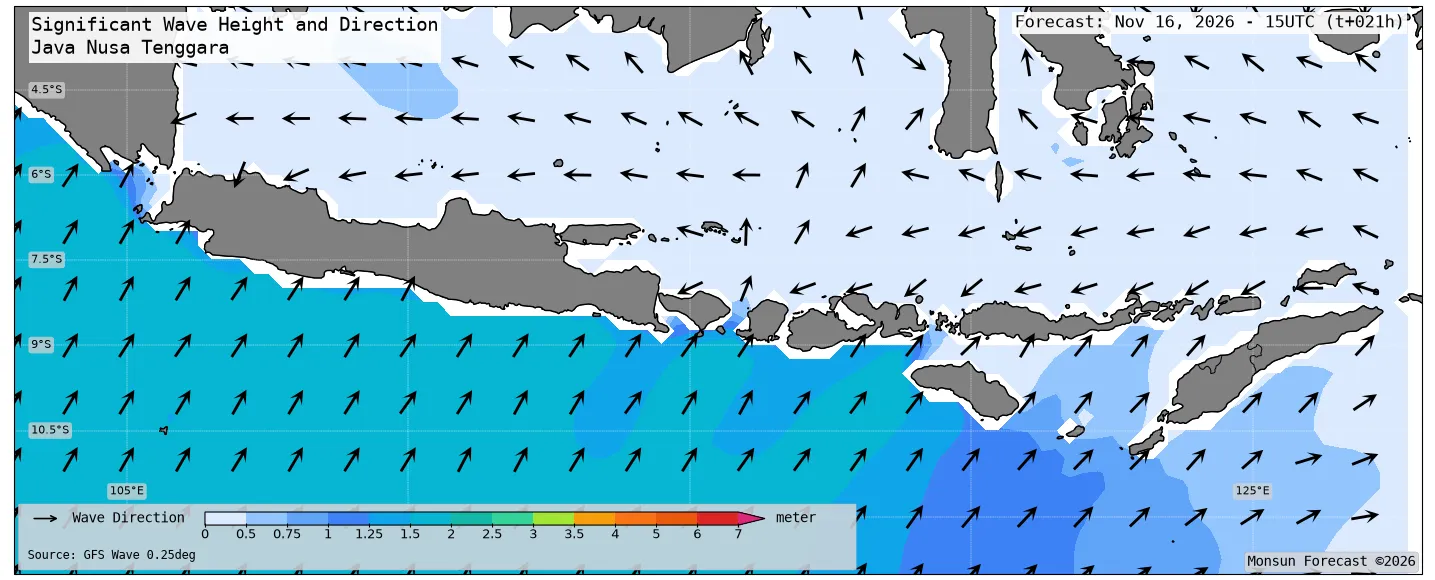 Significant Wave Height and Direction
Java Nusa Tenggara
Forecast: Nov 16, 2026 - 15UTC (t+021h)
4.5°S
6°S
7.5°S
9°S
10.5°S
105°E
125°E
Wave Direction
meter
0 0.5 0.75 1 1.25 1.5 2 2.5 3 3.5 4 5 6 7
Source: GFS Wave 0.25deg
Monsun Forecast ©2026